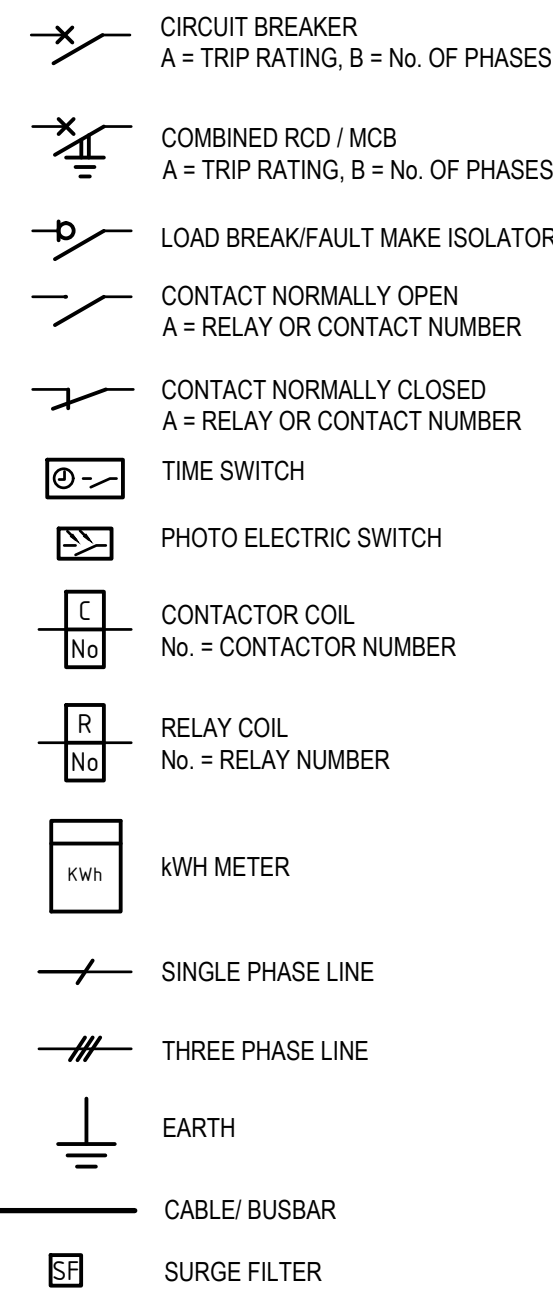 CIRCUIT BREAKER
A = TRIP RATING, B = No. OF PHASES
COMBINED RCD / MCB
A = TRIP RATING, B = No. OF PHASES
LOAD BREAK/FAULT MAKE ISOLATOR
CONTACT NORMALLY OPEN
A = RELAY OR CONTACT NUMBER
CONTACT NORMALLY CLOSED
A = RELAY OR CONTACT NUMBER
TIME SWITCH
PHOTO ELECTRIC SWITCH
C
No
CONTACTOR COIL
No. = CONTACTOR NUMBER
R
No
RELAY COIL
No. = RELAY NUMBER
KWh
kWH METER
SINGLE PHASE LINE
THREE PHASE LINE
EARTH
CABLE/ BUSBAR
SF
SURGE FILTER